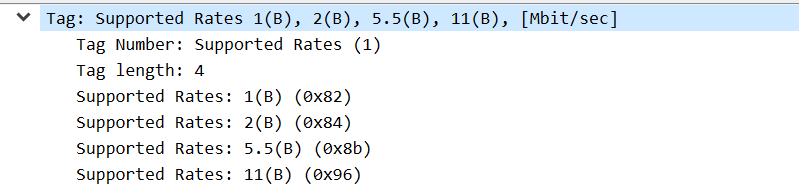 Tag: Supported Rates 1(B), 2(B), 5.5(B), 11(B), [Mbit/sec]
Tag Number: Supported Rates (1)
Tag length: 4
Supported Rates: 1(B) (0x82)
Supported Rates: 2(B) (0x84)
Supported Rates: 5.5(B) (0x8b)
Supported Rates: 11(B) (0x96)